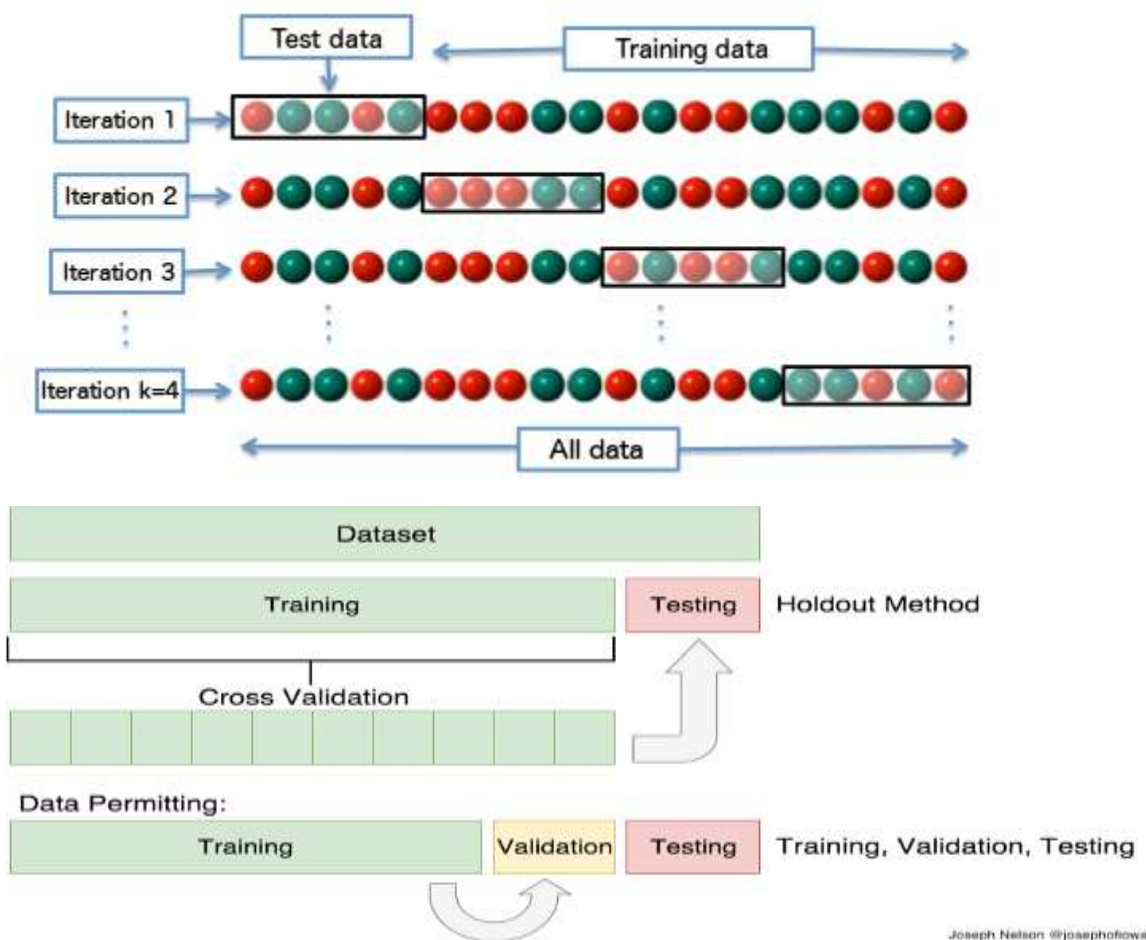 Test data
Training data
Iteration 1
Iteration 2
Iteration 3
Iteration k=4
All data
Dataset
Training
Testing
Holdout Method
Cross Validation
Data Permitting:
Training
Validation
Testing
Training, Validation, Testing
Joseph Nelson @josephofiowa